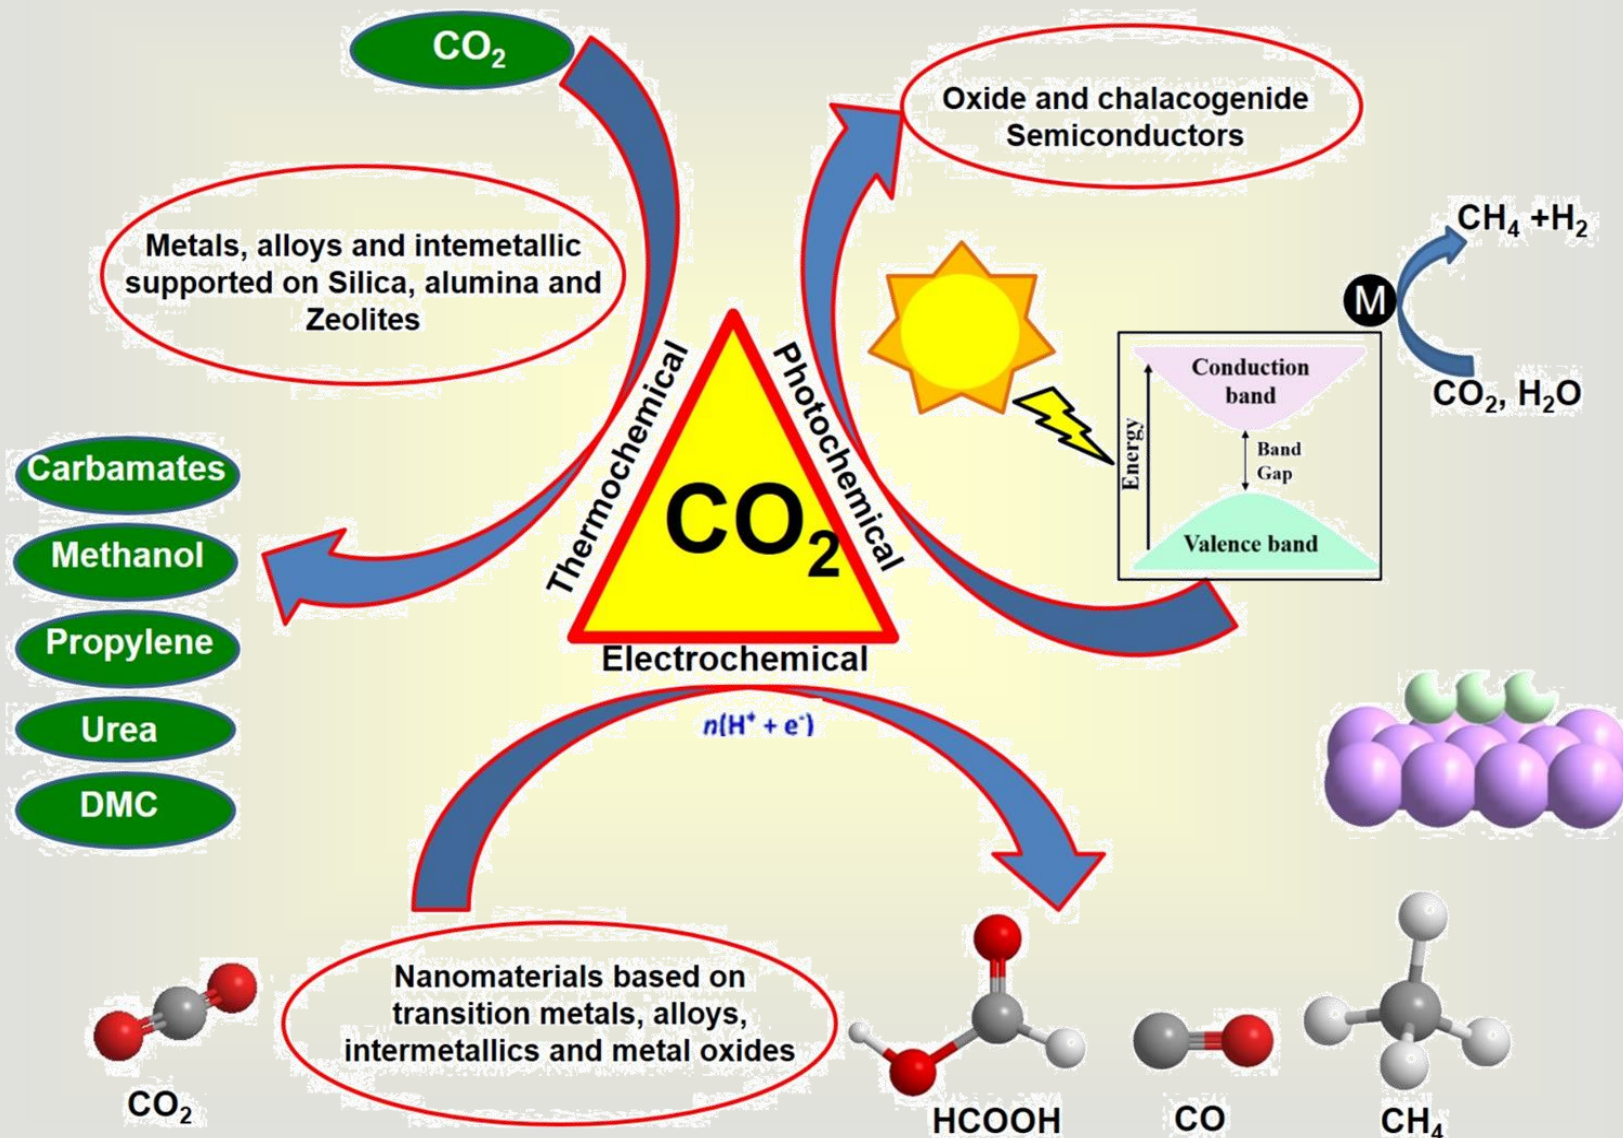 CO₂
Oxide and chalacogenide
Semiconductors
Metals, alloys and intemetallic
supported on Silica, alumina and
Zeolites
CH₄ +H₂
M
CO₂, H₂O
Conduction
band
Band
Gap
Energy
Valence band
Thermochemical
Photochemical
CO₂
Electrochemical
n(H⁺ + e⁻)
Carbamates
Methanol
Propylene
Urea
DMC
Nanomaterials based on
transition metals, alloys,
intermetallics and metal oxides
CO₂
HCOOH
CO
CH₄